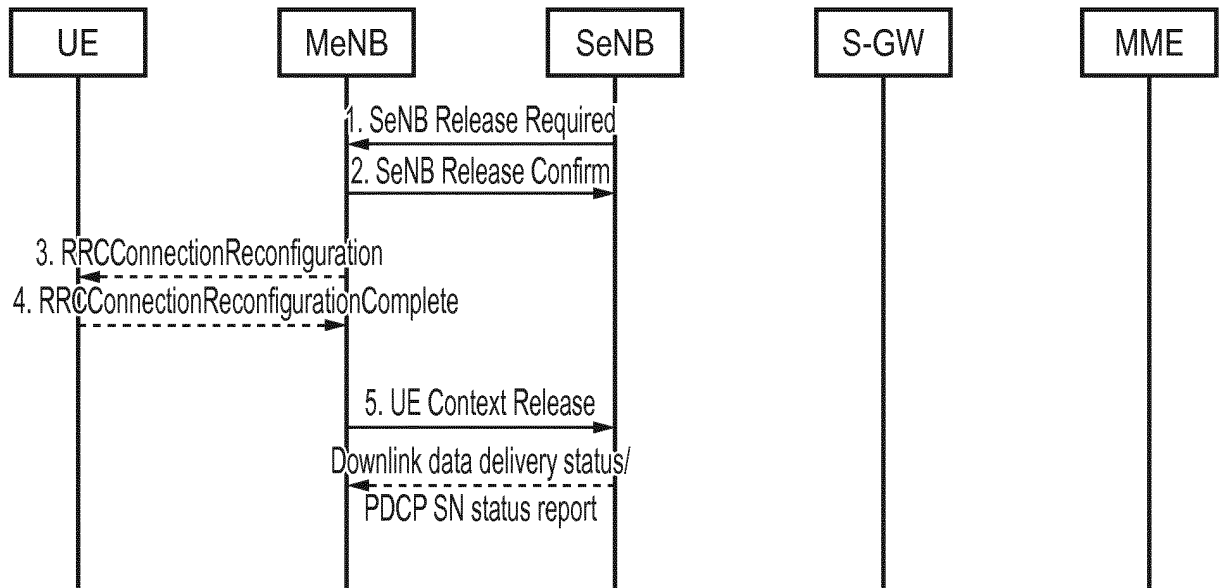 UE
MeNB
SeNB
S-GW
MME
1. SeNB Release Required
2. SeNB Release Confirm
3. RRCConnectionReconfiguration
4. RRCConnectionReconfigurationComplete
5. UE Context Release
Downlink data delivery status/
PDCP SN status report